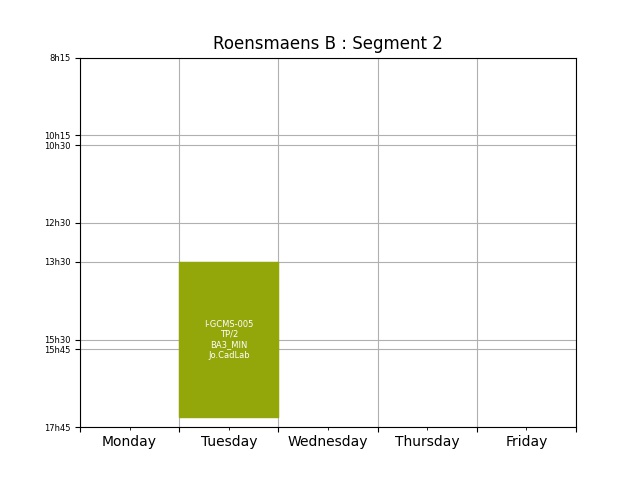 Roensmaens B : Segment 2
8h15
10h15
10h30
12h30
13h30
I-GCMS-005
TP/2
BA3_MIN
Jo.CadLab
15h30
15h45
17h45
Monday Tuesday Wednesday Thursday Friday